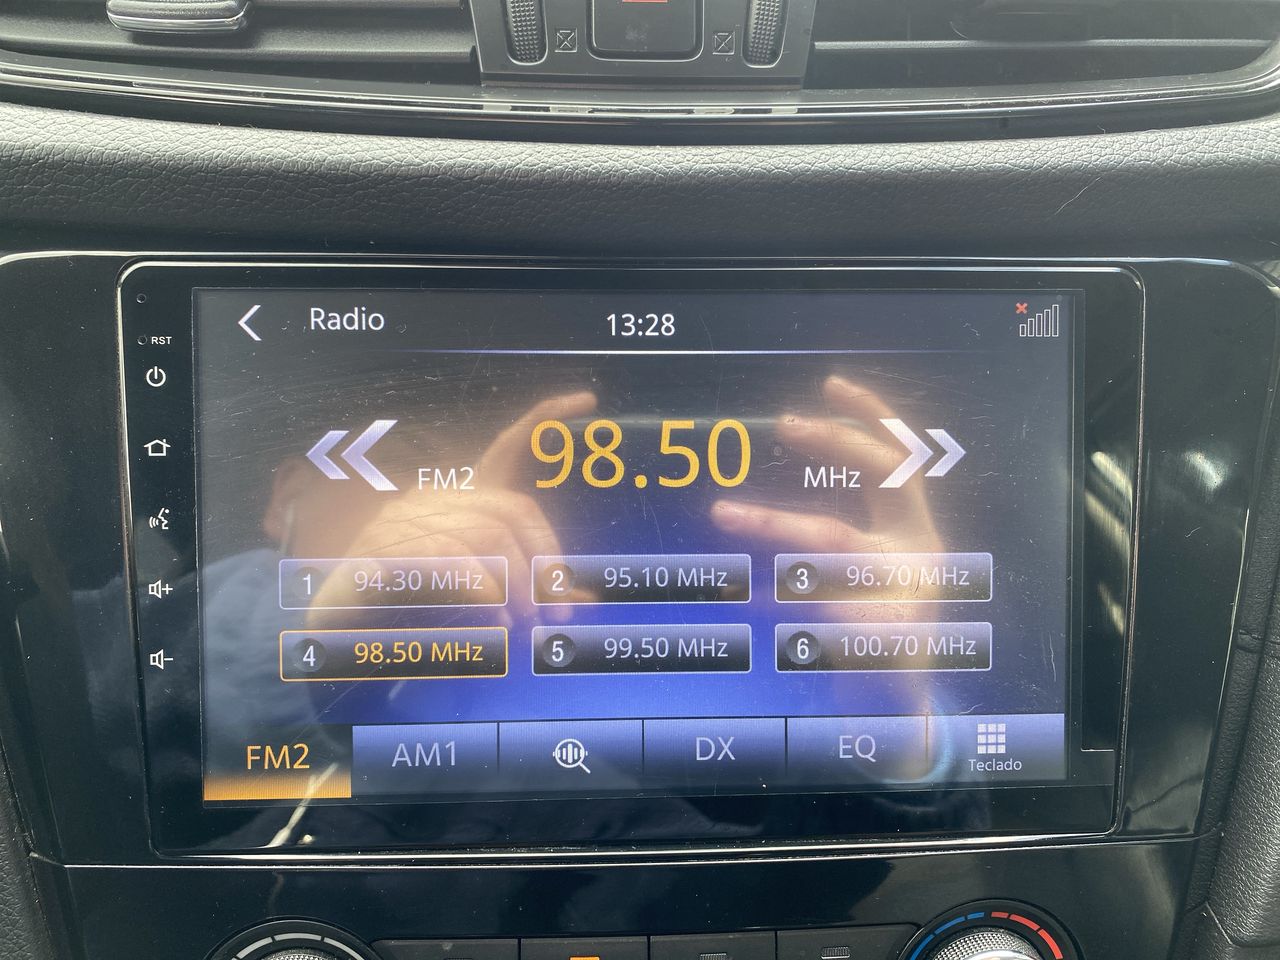 Radio
13:28
RST
FM2
98.50
MHz
1 94.30 MHz
2 95.10 MHz
3 96.70 MHz
4 98.50 MHz
5 99.50 MHz
6 100.70 MHz
FM2
AM1
DX
EQ
Teclado